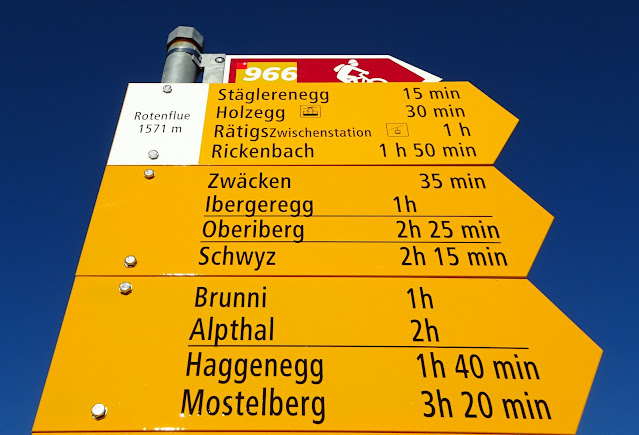 966
Rotenflue
1571 m
Stäglerenegg 15 min
Holzegg 30 min
RätigsZwischenstation 1 h
Rickenbach 1 h 50 min
Zwäcken 35 min
Ibergeregg 1h
Oberiberg 2h 25 min
Schwyz 2h 15 min
Brunni 1h
Alpthal 2h
Haggenegg 1h 40 min
Mostelberg 3h 20 min